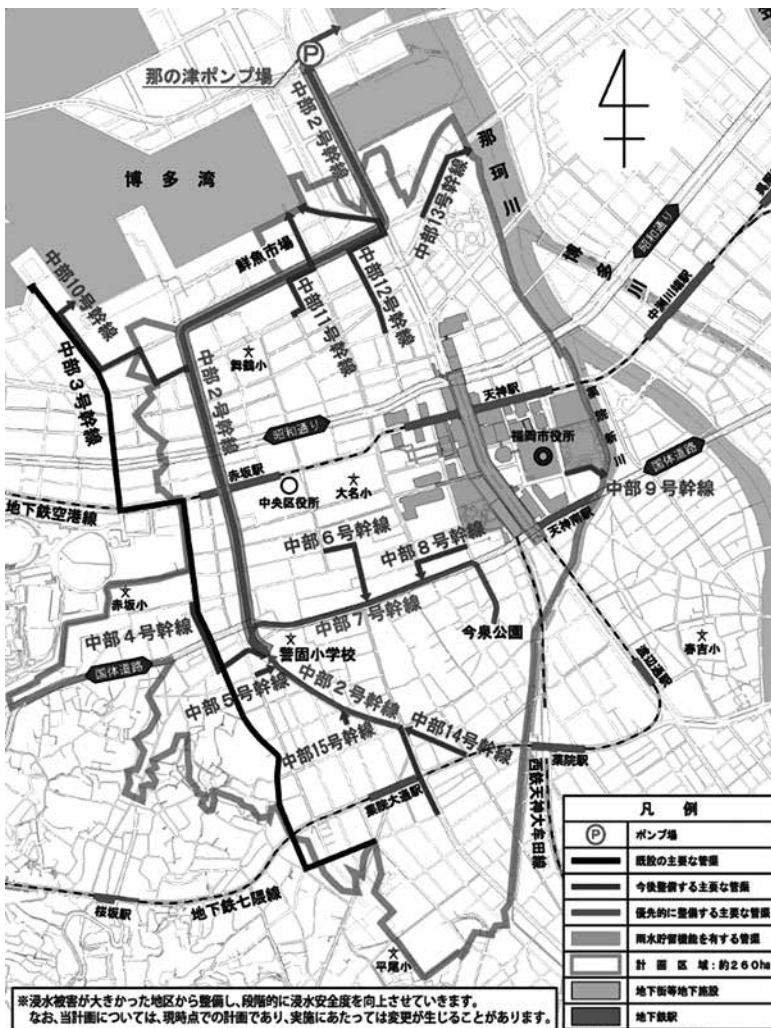 P
那の津ポンプ場
中部2号幹線
那珂川
博多湾
中部13号幹線
昭和通り
博多川
鮮魚市場
中洲川端駅
中部10号幹線
中部12号幹線
中部11号幹線
中部3号幹線
舞鶴小
中部2号幹線
天神駅
昭和通り
福岡市役所
薬院新川
国体道路
赤坂駅
中央区役所
大名小
中部9号幹線
地下鉄空港線
天神南駅
中部6号幹線
中部8号幹線
赤坂小
中部7号幹線
今泉公園
中部4号幹線
警固小学校
春吉小
国体道路
渡辺通駅
中部5号幹線
中部2号幹線
中部14号幹線
中部15号幹線
薬院駅
薬院大通駅
西鉄天神大牟田線
地下鉄七隈線
桜坂駅
平尾小
凡例
P ポンプ場
既設の主要な管渠
今後整備する主要な管渠
優先的に整備する主要な管渠
雨水貯留機能を有する管渠
計画区域:約260ha
地下街等地下施設
地下鉄駅
※浸水被害が大きかった地区から整備し、段階的に浸水安全度を向上させていきます。
なお、当計画については、現時点での計画であり、実施にあたっては変更が生じることがあります。